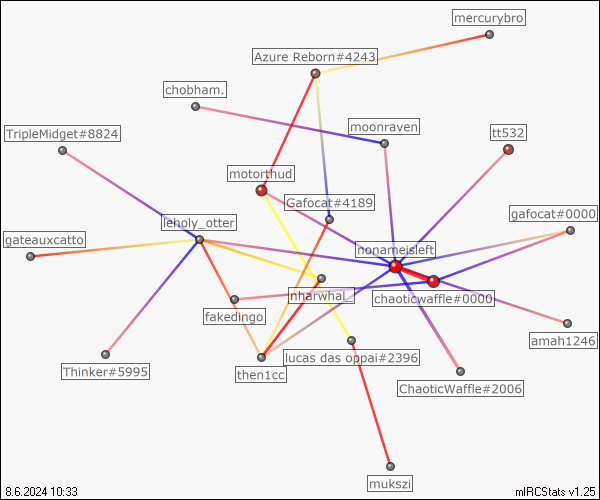 mercurybro
Azure Reborn#4243
chobham.
moonraven
TripleMidget#8824
tt532
motorthud
Gafocat#4189
gafocat#0000
leholy_otter
gateauxcatto
nonameisleft
nharwhal_
chaoticwaffle#0000
fakedingo
amah1246
lucas das oppai#2396
Thinker#5995
then1cc
ChaoticWaffle#2006
mukszi
8.6.2024 10:33
mIRCStats v1.25